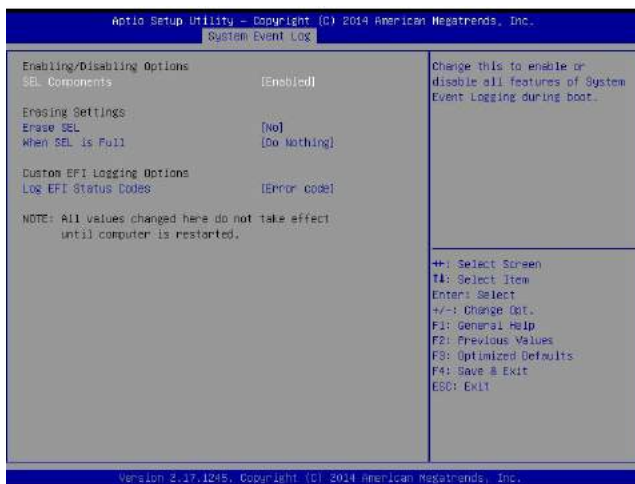 Aptio Setup Utility – Copyright (C) 2014 American Megatrends, Inc.
System Event Log
Enabling/Disabling Options
SEL Components [Enabled]
Erasing Settings
Erase SEL [No]
When SEL is Full [Do Nothing]
Custom EFI Logging Options
Log EFI Status Codes [Error code]
NOTE: All values changed here do not take effect
until computer is restarted.
Change this to enable or
disable all features of System
Event Logging during boot.
→←: Select Screen
↑↓: Select Item
Enter: Select
+/-: Change Opt.
F1: General Help
F2: Previous Values
F3: Optimized Defaults
F4: Save & Exit
ESC: Exit
Version 2.17.1245. Copyright (C) 2014 American Megatrends, Inc.